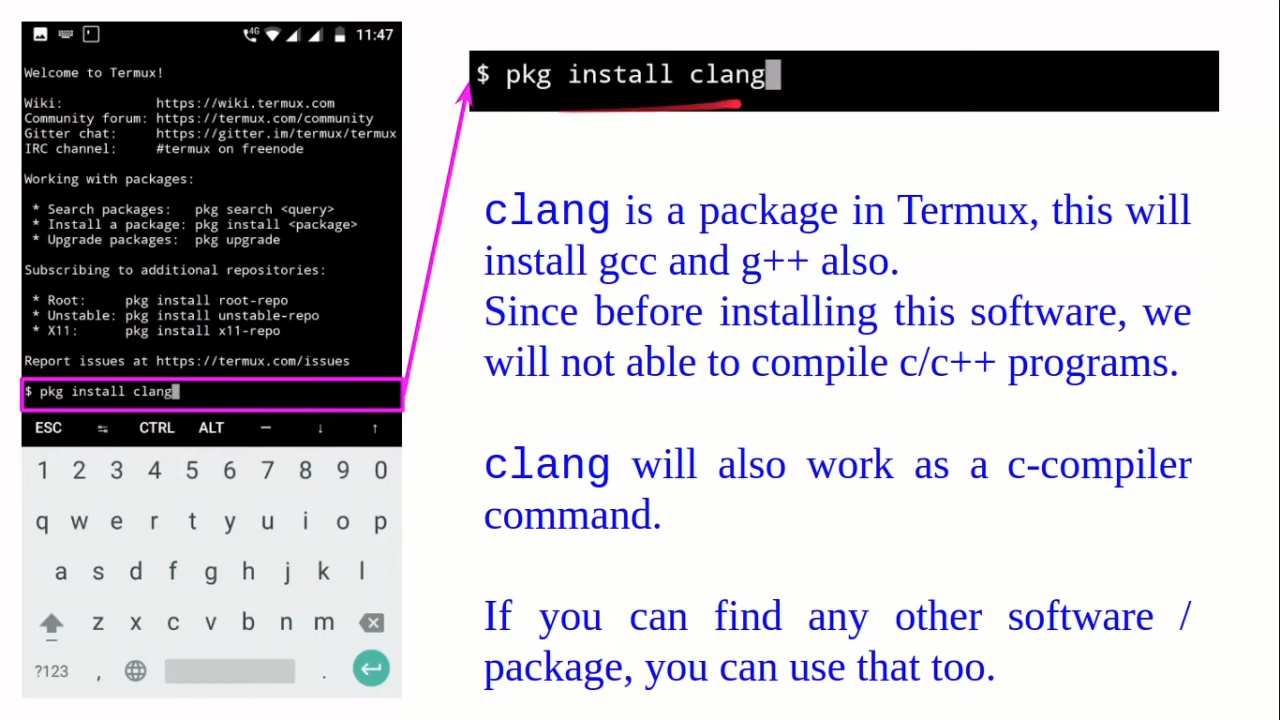 11:47
4G
Welcome to Termux!
Wiki: https://wiki.termux.com
Community forum: https://termux.com/community
Gitter chat: https://gitter.im/termux/termux
IRC channel: #termux on freenode
Working with packages:
* Search packages: pkg search <query>
* Install a package: pkg install <package>
* Upgrade packages: pkg upgrade
Subscribing to additional repositories:
* Root: pkg install root-repo
* Unstable: pkg install unstable-repo
* X11: pkg install x11-repo
Report issues at https://termux.com/issues
$ pkg install clang
ESC ↹ CTRL ALT — ↓ ↑
1 2 3 4 5 6 7 8 9 0
q w e r t y u i o p
a s d f g h j k l
z x c v b n m
?123 , .
$ pkg install clang
clang is a package in Termux, this will
install gcc and g++ also.
Since before installing this software, we
will not able to compile c/c++ programs.
clang will also work as a c-compiler
command.
If you can find any other software /
package, you can use that too.